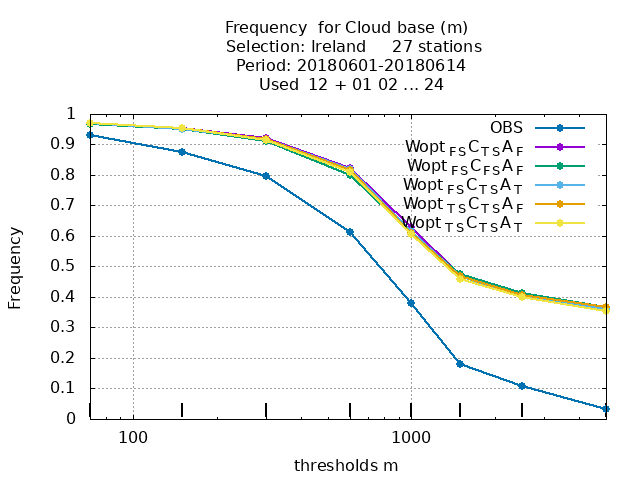 Frequency  for Cloud base (m)
Selection: Ireland     27 stations
Period: 20180601-20180614
Used  12 + 01 02 ... 24
1
0.9
0.8
0.7
0.6
0.5
0.4
0.3
0.2
0.1
0
Frequency
OBS
Wopt FS C TS A F
Wopt FS C FS A F
Wopt FS C TS A T
Wopt TS C TS A F
Wopt TS C TS A T
100 1000
thresholds m